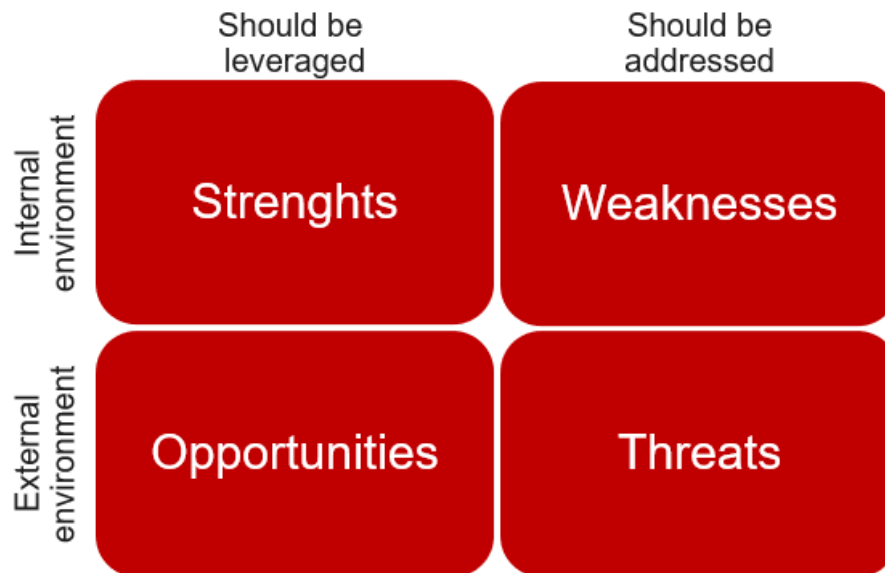 Should be
leveraged
Should be
addressed
Internal
environment
Strenghts
Weaknesses
External
environment
Opportunities
Threats